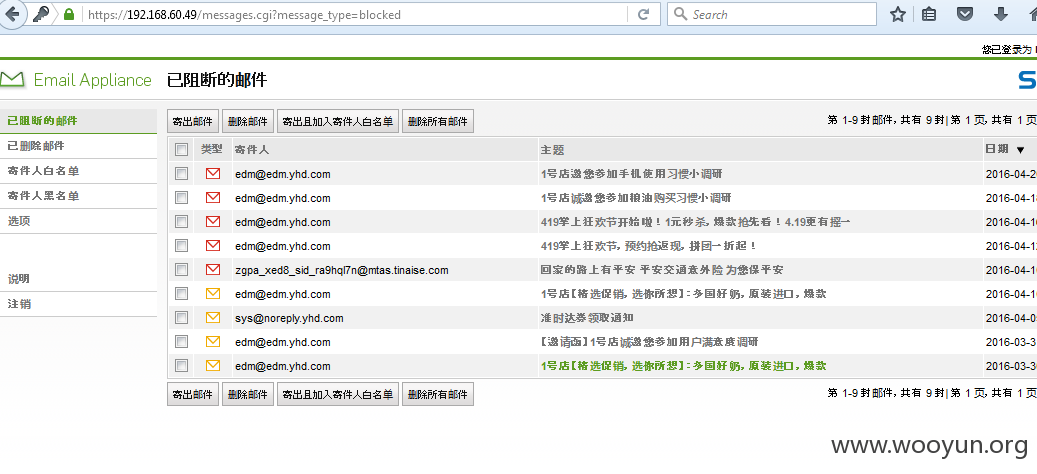 https://192.168.60.49/messages.cgi?message_type=blocked
Search
您已登录为
Email Appliance
已阻断的邮件
S
已阻断的邮件
已删除邮件
寄件人白名单
寄件人黑名单
选项
说明
注销
寄出邮件 删除邮件 寄出且加入寄件人白名单 删除所有邮件 第 1-9 封邮件, 共有 9 封| 第 1 页, 共有 1 页
类型 寄件人 主题 日期 ▼
edm@edm.yhd.com 1号店邀您参加手机使用习惯小调研 2016-04-2
edm@edm.yhd.com 1号店诚邀您参加粮油购买习惯小调研 2016-04-18
edm@edm.yhd.com 419掌上狂欢节开始啦！1元秒杀, 爆款抢先看！4.19更有摇一 2016-04-1
edm@edm.yhd.com 419掌上狂欢节, 预约抢返现, 拼团一折起！ 2016-04-12
zgpa_xed8_sid_ra9hql7n@mtas.tinaise.com 回家的路上有平安 平安交通意外险 为您保平安 2016-04-1
edm@edm.yhd.com 1号店【精选促销, 选你所想】：多国好奶, 原装进口, 爆款 2016-04-1
sys@noreply.yhd.com 准时达券领取通知 2016-04-0
edm@edm.yhd.com 【邀请函】1号店诚邀您参加用户满意度调研 2016-03-3
edm@edm.yhd.com 1号店【精选促销, 选你所想】：多国好奶, 原装进口, 爆款 2016-03-3
寄出邮件 删除邮件 寄出且加入寄件人白名单 删除所有邮件 第 1-9 封邮件, 共有 9 封| 第 1 页, 共有 1 页
www.wooyun.org